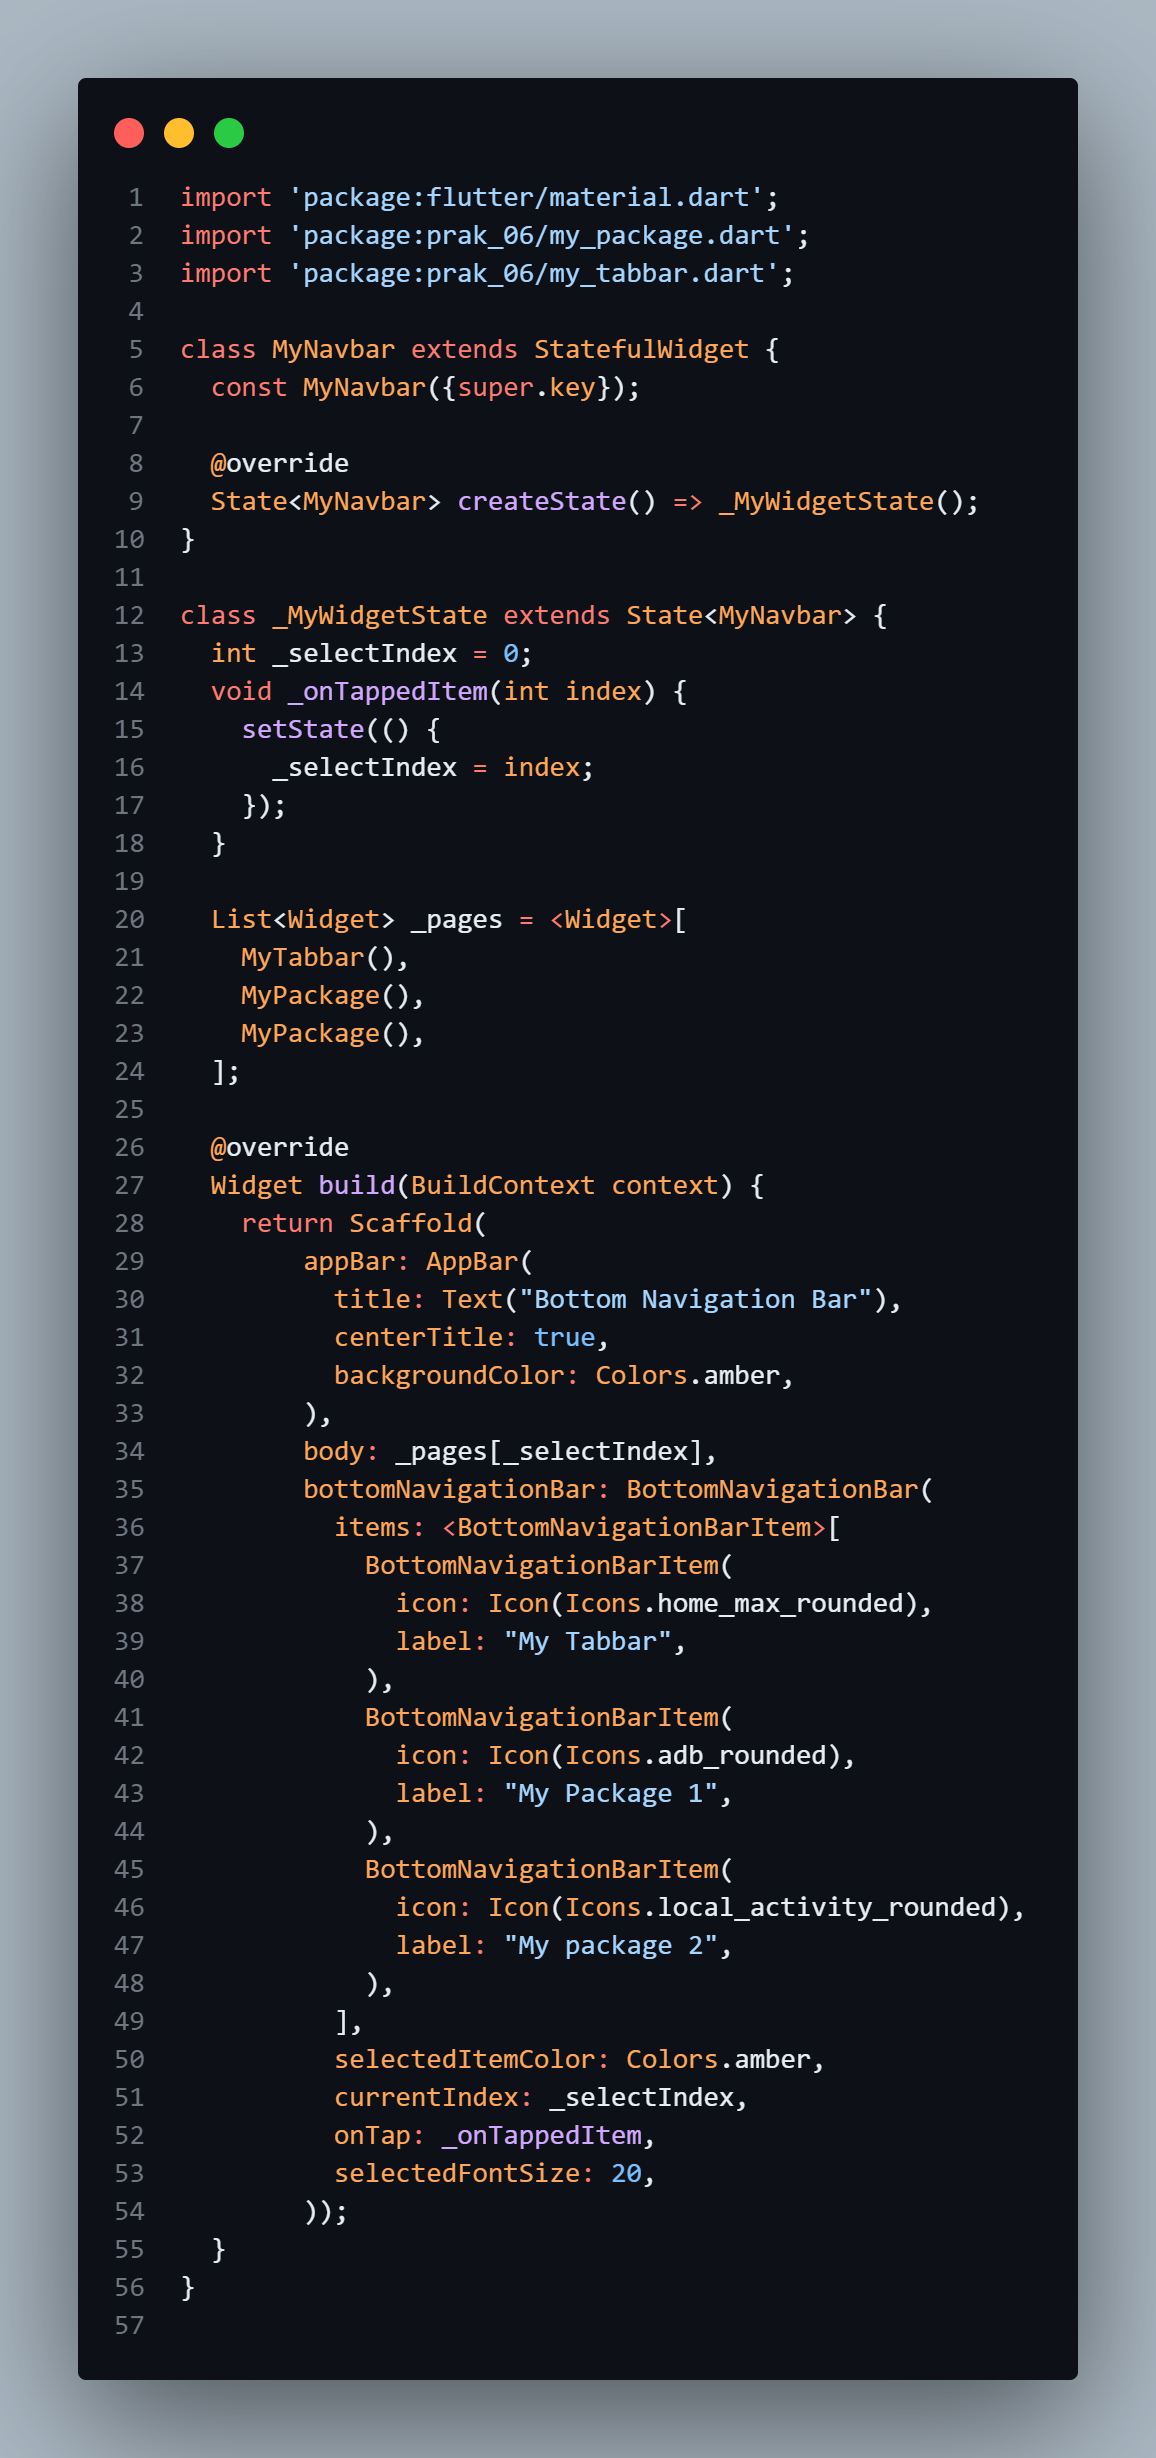 1 import 'package:flutter/material.dart';
2 import 'package:prak_06/my_package.dart';
3 import 'package:prak_06/my_tabbar.dart';
4
5 class MyNavbar extends StatefulWidget {
6   const MyNavbar({super.key});
7
8   @override
9   State<MyNavbar> createState() => _MyWidgetState();
10 }
11
12 class _MyWidgetState extends State<MyNavbar> {
13   int _selectIndex = 0;
14   void _onTappedItem(int index) {
15     setState(() {
16       _selectIndex = index;
17     });
18   }
19
20   List<Widget> _pages = <Widget>[
21     MyTabbar(),
22     MyPackage(),
23     MyPackage(),
24   ];
25
26   @override
27   Widget build(BuildContext context) {
28     return Scaffold(
29         appBar: AppBar(
30           title: Text("Bottom Navigation Bar"),
31           centerTitle: true,
32           backgroundColor: Colors.amber,
33         ),
34         body: _pages[_selectIndex],
35         bottomNavigationBar: BottomNavigationBar(
36           items: <BottomNavigationBarItem>[
37             BottomNavigationBarItem(
38               icon: Icon(Icons.home_max_rounded),
39               label: "My Tabbar",
40             ),
41             BottomNavigationBarItem(
42               icon: Icon(Icons.adb_rounded),
43               label: "My Package 1",
44             ),
45             BottomNavigationBarItem(
46               icon: Icon(Icons.local_activity_rounded),
47               label: "My package 2",
48             ),
49           ],
50           selectedItemColor: Colors.amber,
51           currentIndex: _selectIndex,
52           onTap: _onTappedItem,
53           selectedFontSize: 20,
54         ));
55   }
56 }
57